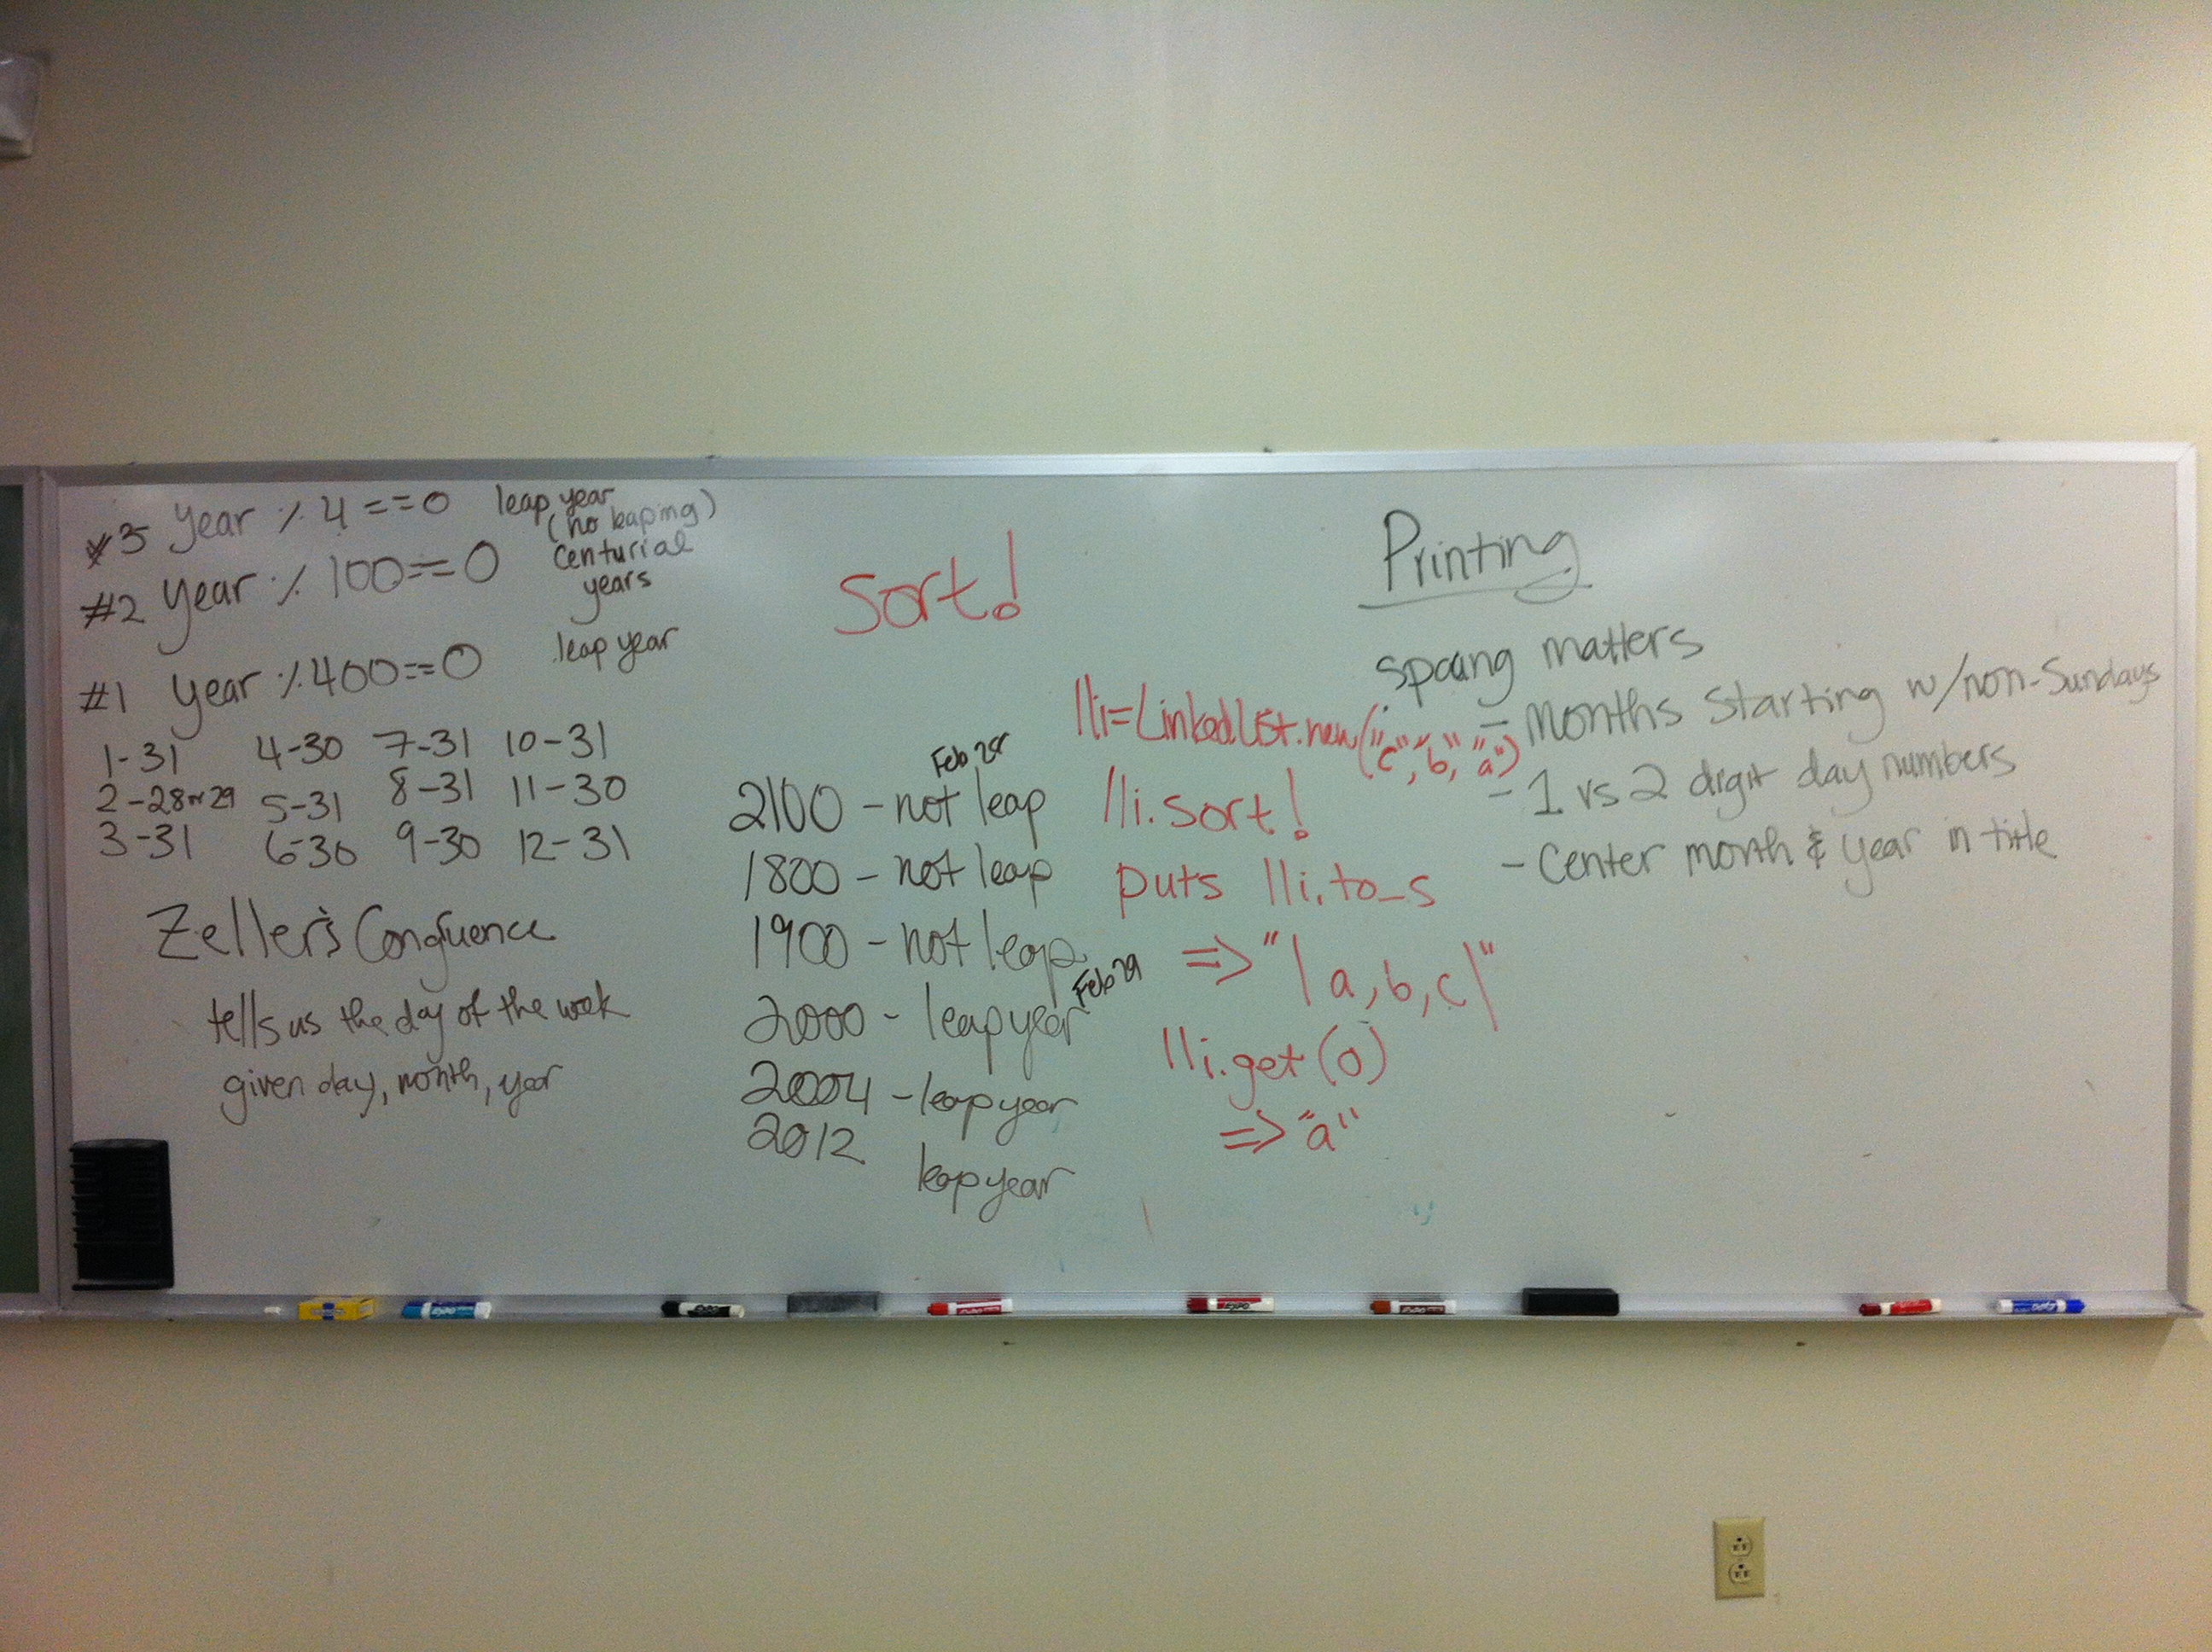 #3 year % 4 == 0 leap year
(no leaping)
#2 year % 100 == 0 centurial
years
#1 year % 400 == 0 leap year
1-31 4-30 7-31 10-31
2-28 or 29 5-31 8-31 11-30
3-31 6-30 9-30 12-31
Zeller's Congruence
tells us the day of the week
given day, month, year
Feb 28
2100 - not leap
1800 - not leap
1900 - not leap
Feb 29
2000 - leap year
2004 - leap year
2012
leap year
Sort!
lli=LinkedList.new("c","b","a")
lli.sort!
puts lli.to_s
=> "| a, b, c |"
lli.get(0)
=> "a"
Printing
spacing matters
- Months starting w/non-Sundays
- 1 vs 2 digit day numbers
- Center month & year in title
EXPO
EXPO